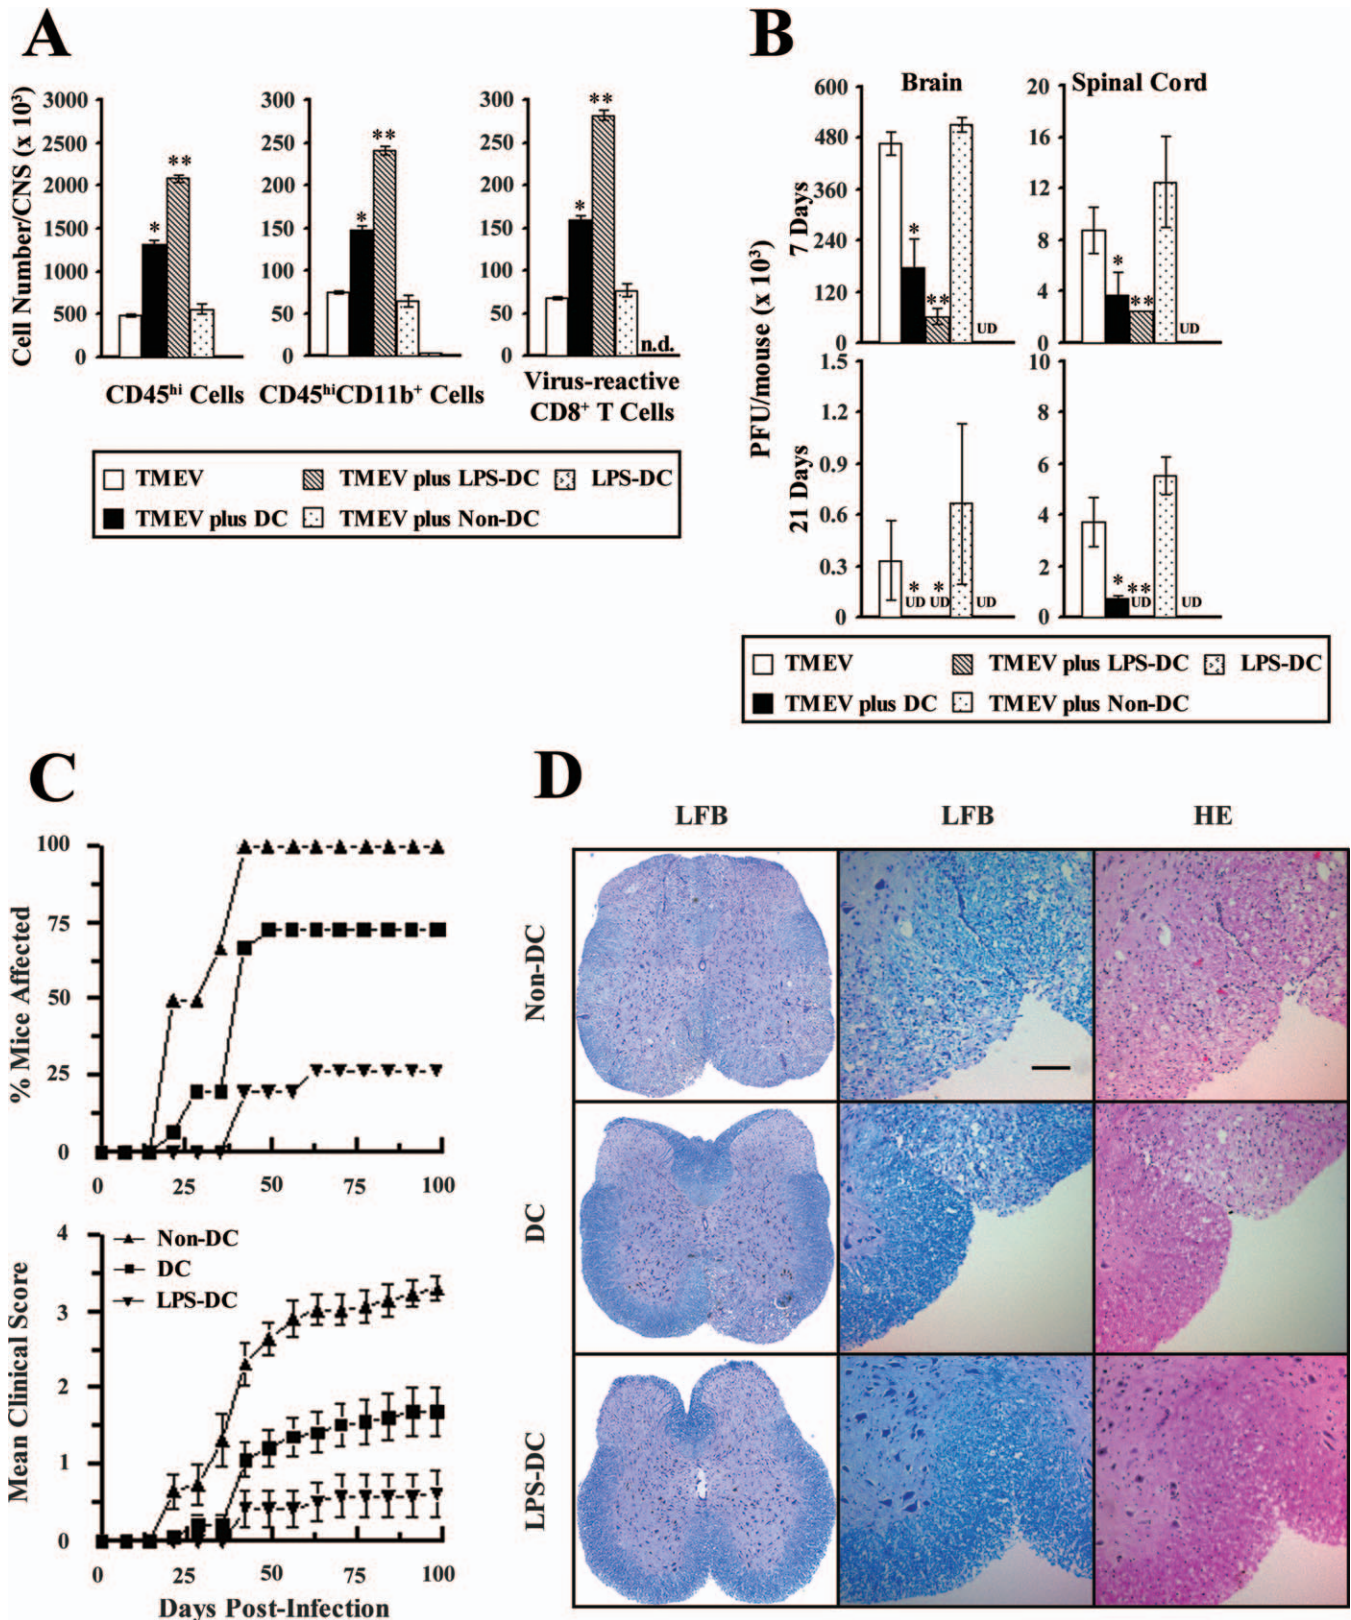 A
Cell Number/CNS (x 10³)
3000
2500
2000
1500
1000
500
0
*
**
CD45ʰⁱ Cells
300
250
200
150
100
50
0
*
**
CD45ʰⁱCD11b⁺ Cells
300
250
200
150
100
50
0
*
**
n.d.
Virus-reactive
CD8⁺ T Cells
TMEV
TMEV plus LPS-DC
LPS-DC
TMEV plus DC
TMEV plus Non-DC
B
PFU/mouse (x 10³)
7 Days
Brain
600
480
360
240
120
0
*
**
UD
Spinal Cord
20
16
12
8
4
0
*
**
UD
21 Days
1.5
1.2
0.9
0.6
0.3
0
* *
UD UD UD
10
8
6
4
2
0
* **
UD UD
TMEV
TMEV plus LPS-DC
LPS-DC
TMEV plus DC
TMEV plus Non-DC
C
% Mice Affected
100
75
50
25
0
0 25 50 75 100
Mean Clinical Score
4
3
2
1
0
Non-DC
DC
LPS-DC
0 25 50 75 100
Days Post-Infection
D
LFB LFB HE
Non-DC
DC
LPS-DC